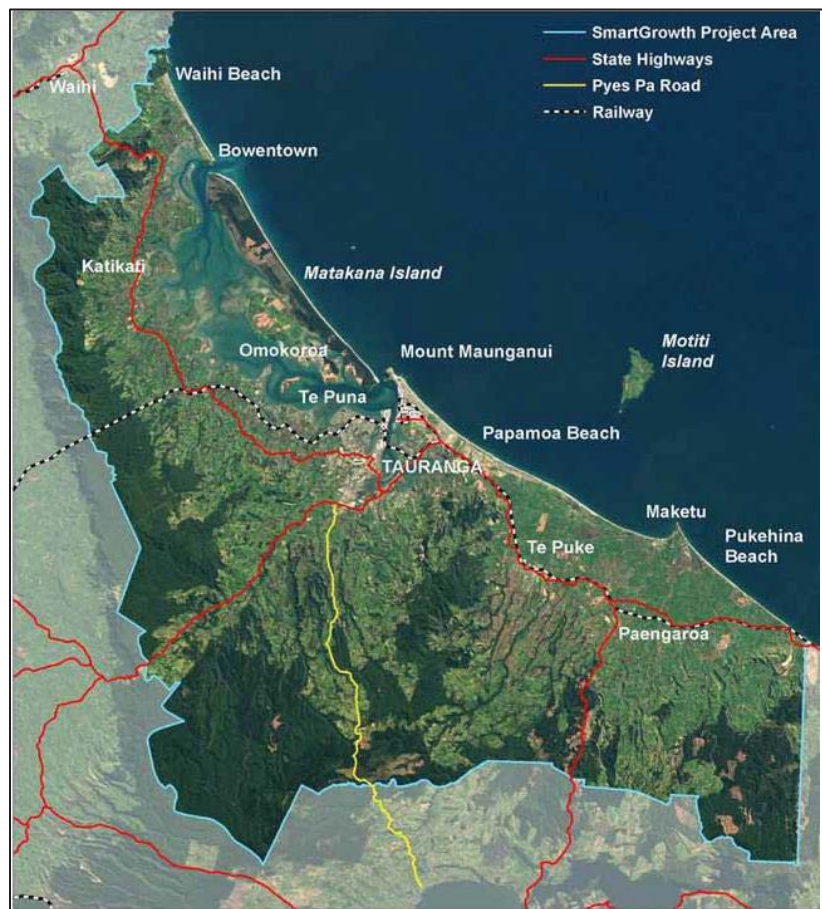 SmartGrowth Project Area
State Highways
Pyes Pa Road
Railway
Waihi Beach
Waihi
Bowentown
Katikati
Matakana Island
Omokoroa
Mount Maunganui
Motiti
Island
Te Puna
Papamoa Beach
TAURANGA
Maketu
Te Puke
Pukehina
Beach
Paengaroa